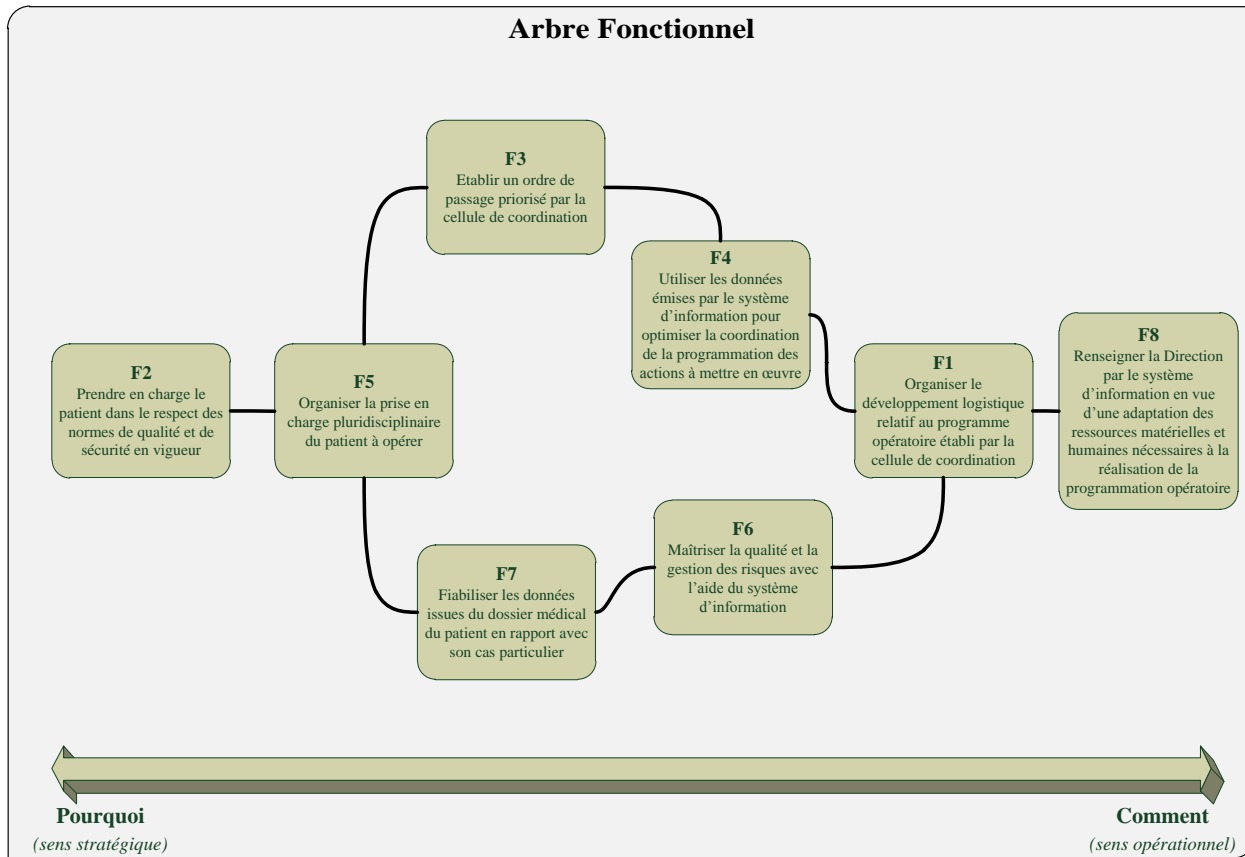 Arbre Fonctionnel
F3
Etablir un ordre de
passage priorisé par la
cellule de coordination
F4
Utiliser les données
émises par le système
d’information pour
optimiser la coordination
de la programmation des
actions à mettre en œuvre
F2
Prendre en charge le
patient dans le respect des
normes de qualité et de
sécurité en vigueur
F5
Organiser la prise en
charge pluridisciplinaire
du patient à opérer
F1
Organiser le
développement logistique
relatif au programme
opératoire établi par la
cellule de coordination
F8
Renseigner la Direction
par le système
d’information en vue
d’une adaptation des
ressources matérielles et
humaines nécessaires à la
réalisation de la
programmation opératoire
F7
Fiabiliser les données
issues du dossier médical
du patient en rapport avec
son cas particulier
F6
Maîtriser la qualité et la
gestion des risques avec
l’aide du système
d’information
Pourquoi
(sens stratégique)
Comment
(sens opérationnel)